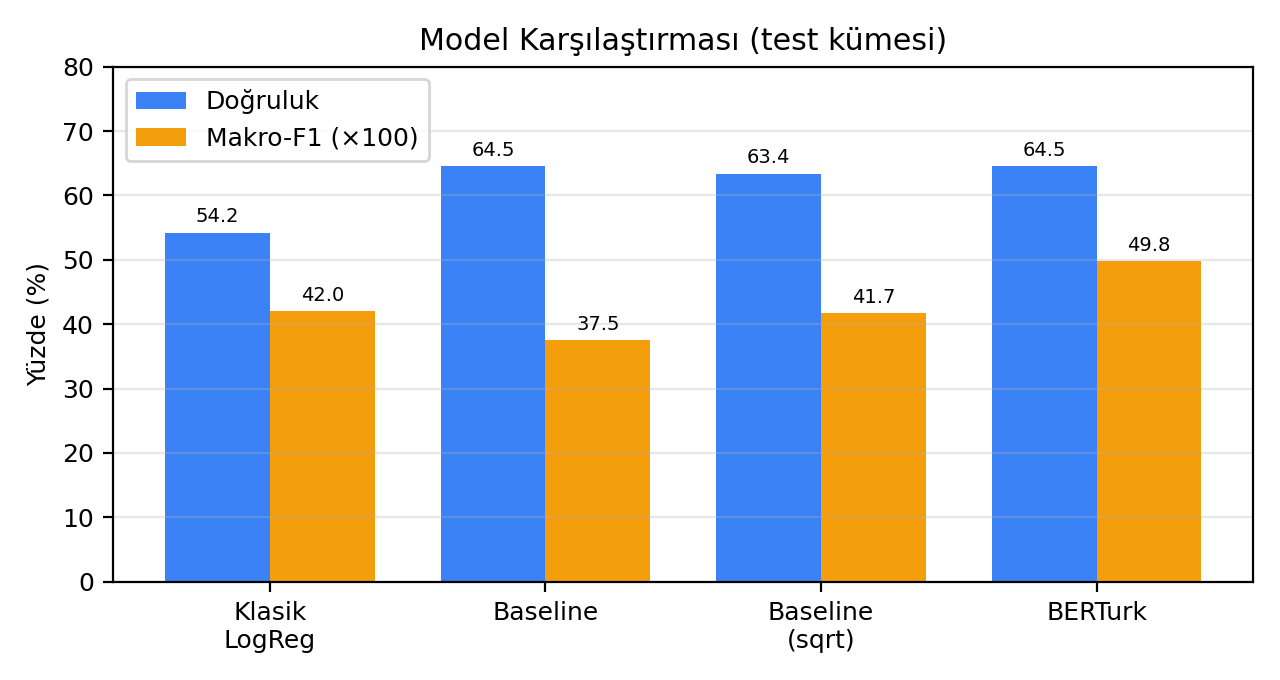 Model Karşılaştırması (test kümesi)
Doğruluk
Makro-F1 (×100)
Yüzde (%)
80
70
60
50
40
30
20
10
0
54.2
42.0
64.5
37.5
63.4
41.7
64.5
49.8
Klasik
LogReg
Baseline
Baseline
(sqrt)
BERTurk